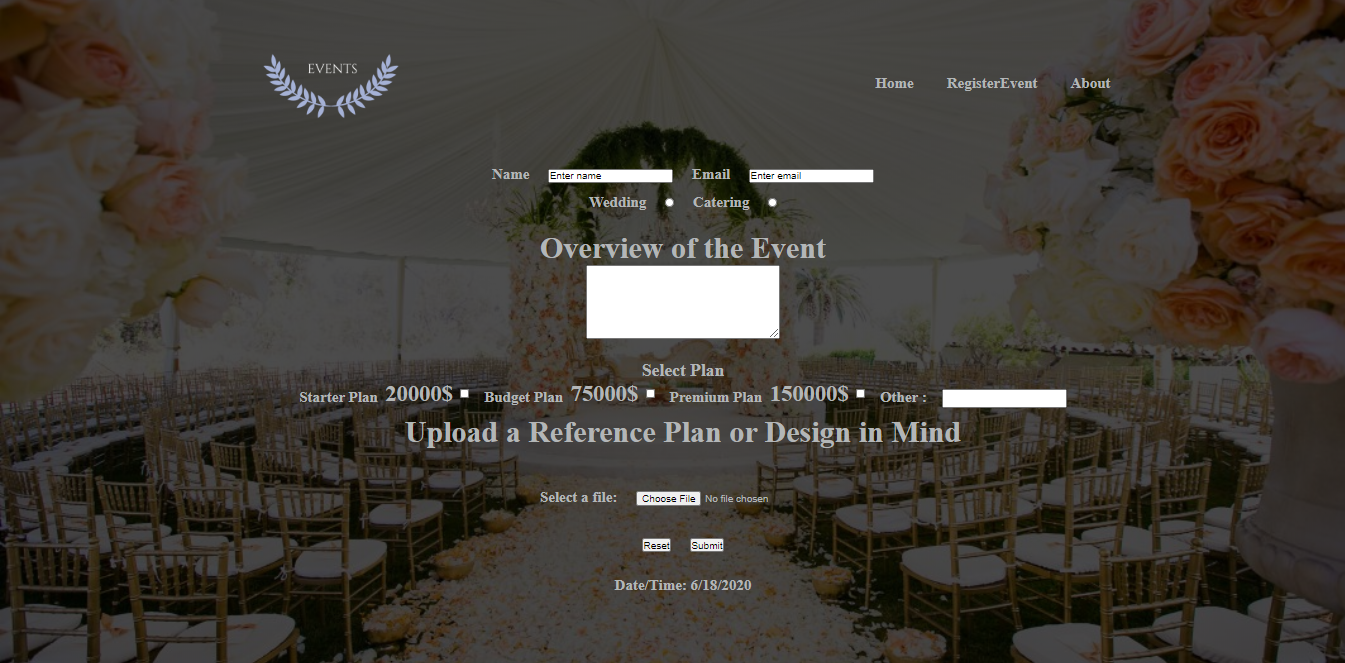 EVENTS
Home RegisterEvent About
Name Enter name Email Enter email
Wedding Catering
Overview of the Event
Select Plan
Starter Plan 20000$ Budget Plan 75000$ Premium Plan 150000$ Other :
Upload a Reference Plan or Design in Mind
Select a file: Choose File No file chosen
Reset Submit
Date/Time: 6/18/2020